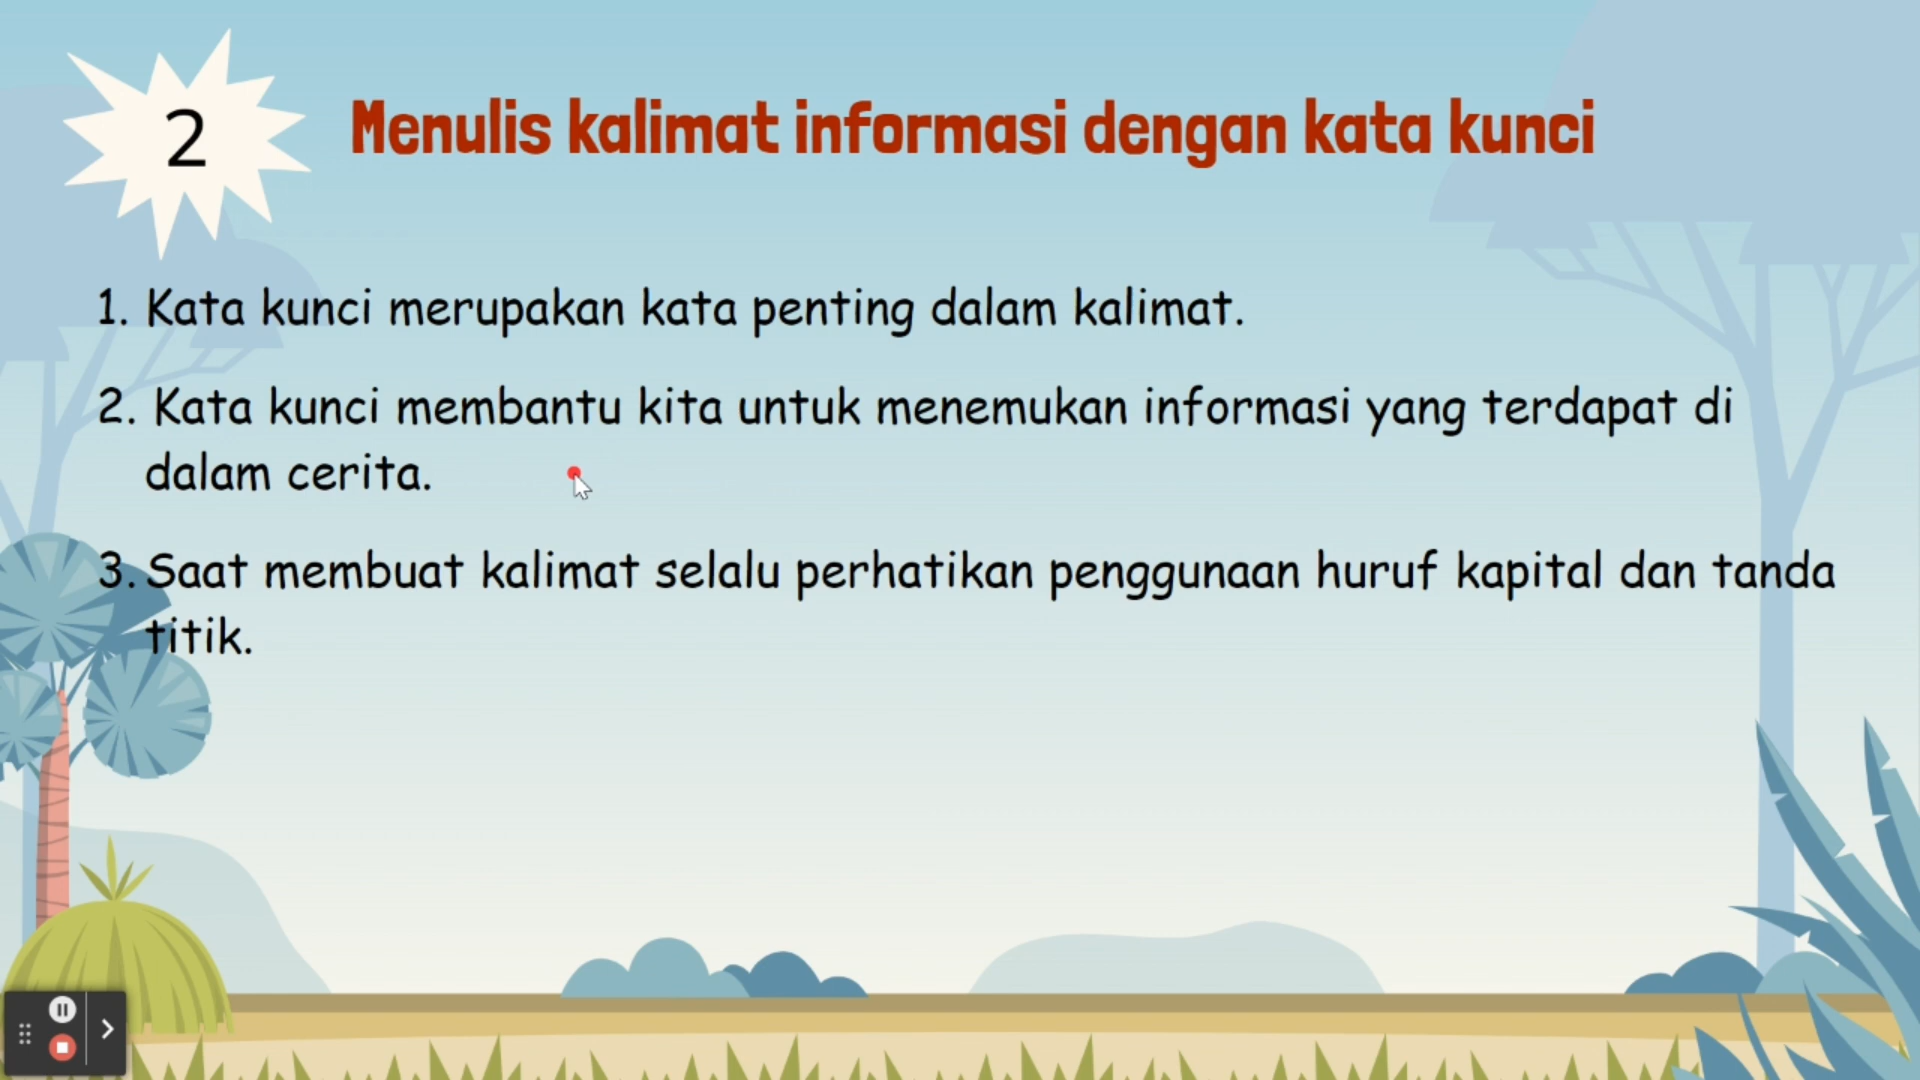 2
Menulis kalimat informasi dengan kata kunci
1. Kata kunci merupakan kata penting dalam kalimat.
2. Kata kunci membantu kita untuk menemukan informasi yang terdapat di
dalam cerita.
3. Saat membuat kalimat selalu perhatikan penggunaan huruf kapital dan tanda
titik.